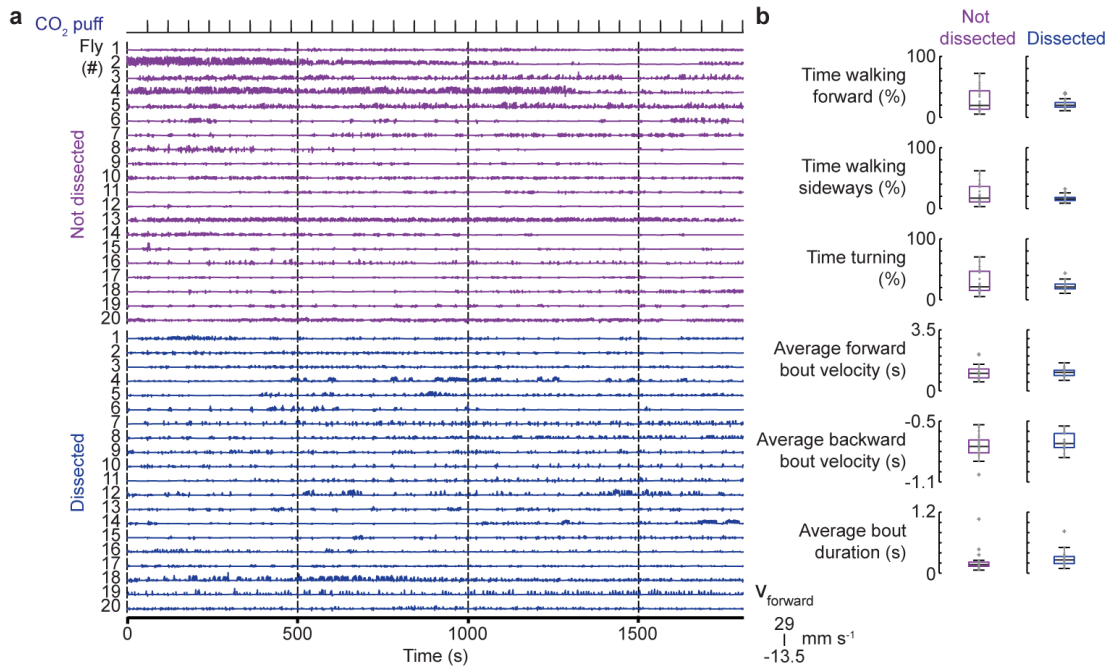 a
CO2 puff
Fly
(#)
Not dissected
1
2
3
4
5
6
7
8
9
10
11
12
13
14
15
16
17
18
19
20
Dissected
1
2
3
4
5
6
7
8
9
10
11
12
13
14
15
16
17
18
19
20
0 500 1000 1500
Time (s)
b
Not
dissected
Dissected
Time walking
forward (%)
100
0
Time walking
sideways (%)
100
0
Time turning
(%)
100
0
Average forward
bout velocity (s)
3.5
0
Average backward
bout velocity (s)
-0.5
-1.1
Average bout
duration (s)
1.2
0
Vforward
29
mm s-1
-13.5